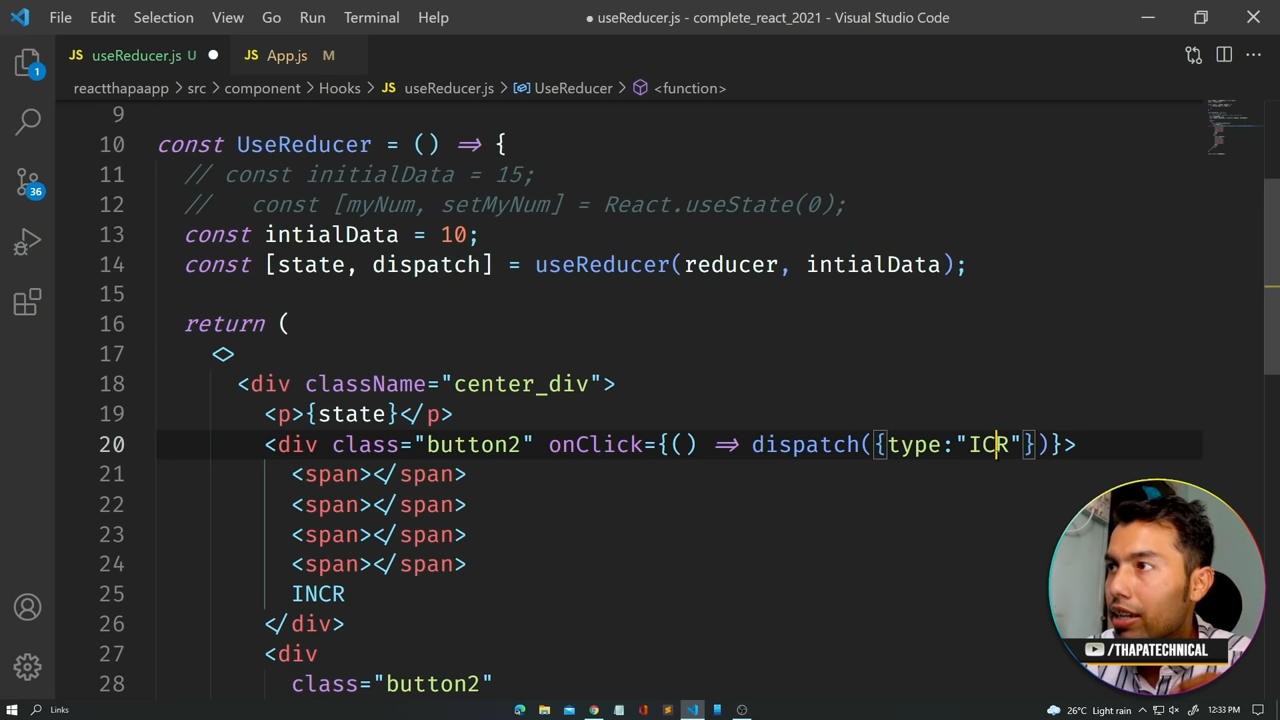 File Edit Selection View Go Run Terminal Help
● useReducer.js - complete_react_2021 - Visual Studio Code
JS useReducer.js U ● JS App.js M
1
reactthapaapp > src > component > Hooks > JS useReducer.js > UseReducer > <function>
9
10 const UseReducer = () => {
11 // const initialData = 15;
12 //   const [myNum, setMyNum] = React.useState(0);
36
13 const intialData = 10;
14 const [state, dispatch] = useReducer(reducer, intialData);
15
16 return (
17 <>
18 <div className="center_div">
19 <p>{state}</p>
20 <div class="button2" onClick={() => dispatch({type:"ICR"})}>
21 <span></span>
22 <span></span>
23 <span></span>
24 <span></span>
25 INCR
26 </div>
27 <div
28 class="button2"
/THAPATECHNICAL
Links
26°C Light rain
12:33 PM